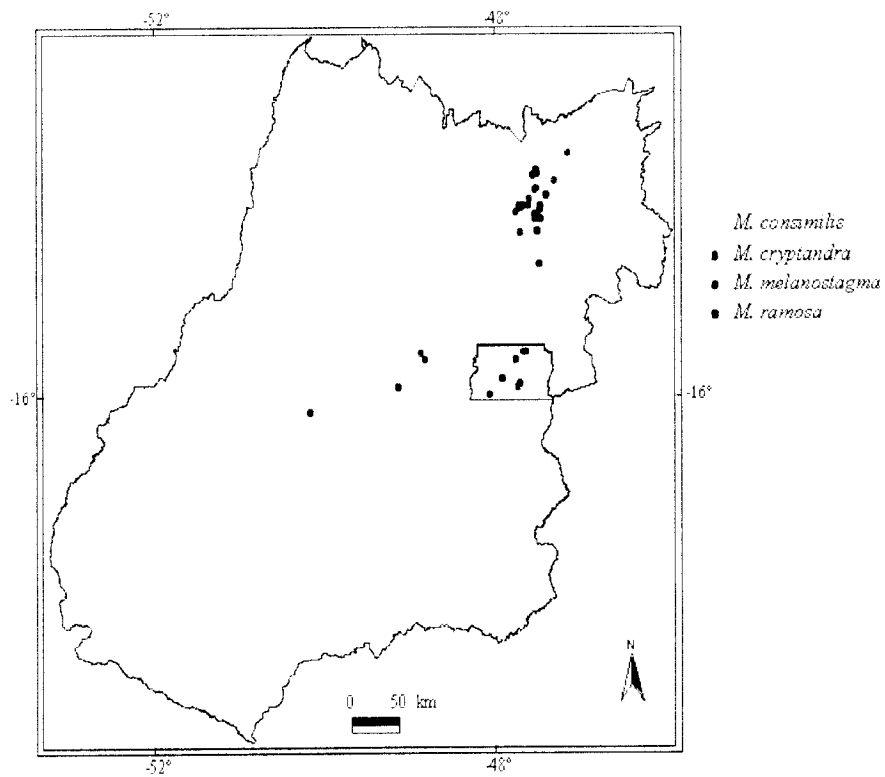 -52°
-48°
M. consimilis
M. cryptandra
M. melanostagma
M. ramosa
-16°
-16°
N
0 50 km
-52°
-48°